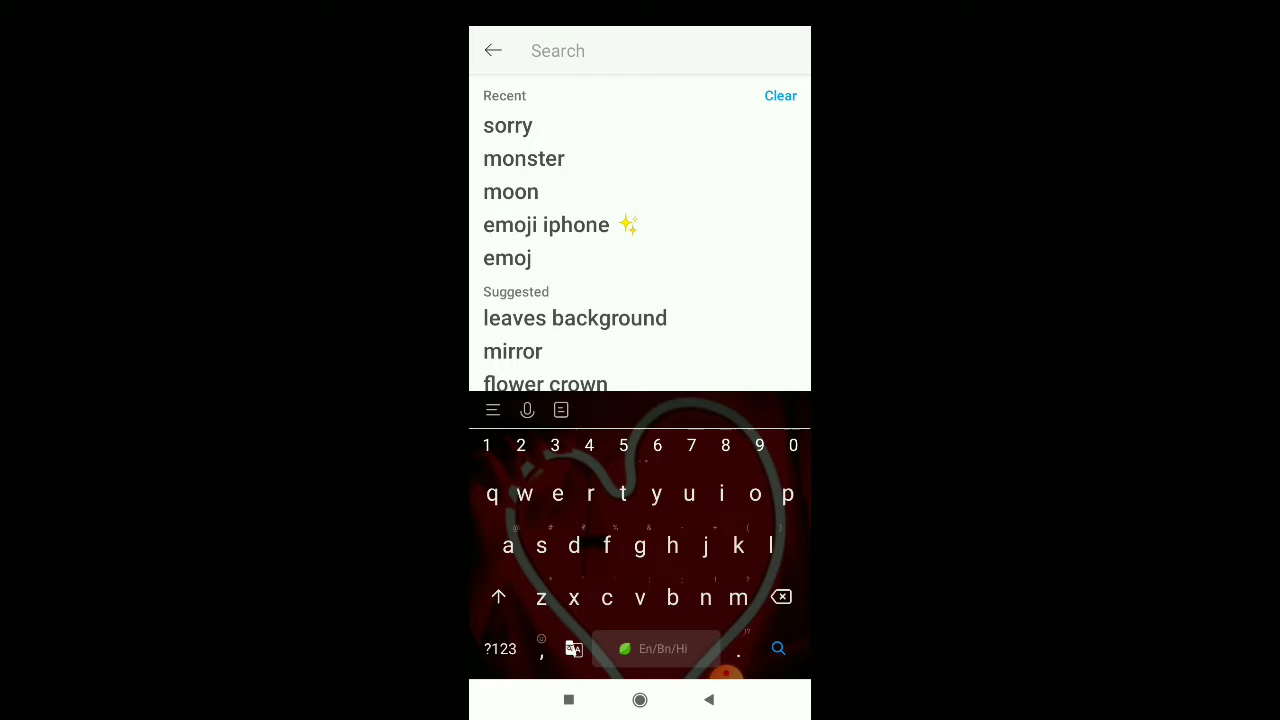 Search
Recent Clear
sorry
monster
moon
emoji iphone ✨
emoj
Suggested
leaves background
mirror
flower crown
1 2 3 4 5 6 7 8 9 0
q w e r t y u i o p
@ # ₹ % & - + ( )
a s d f g h j k l
z x c v b n m
?123 , En/Bn/Hi .